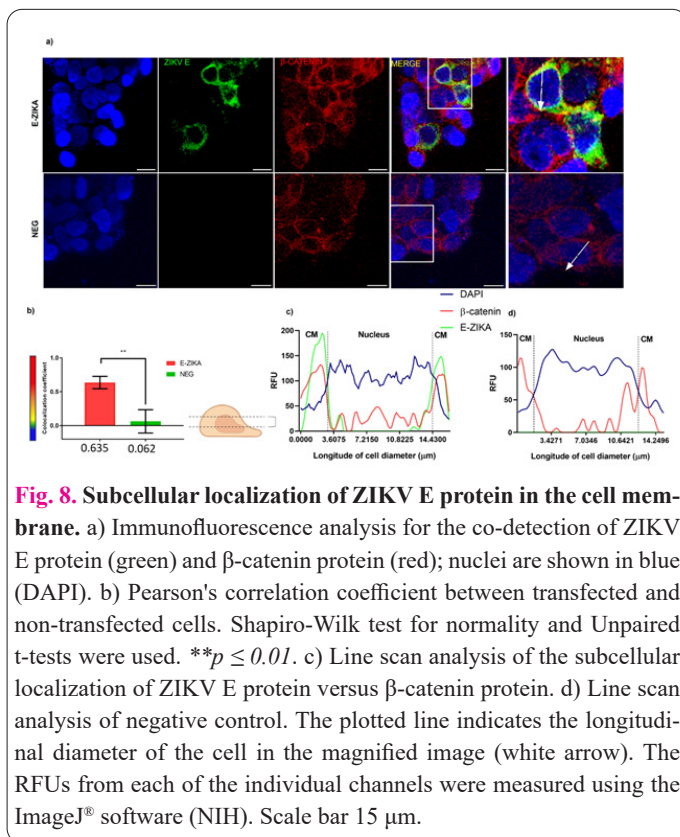 a)
ZIKV E
β-CATENIN
MERGE
E-ZIKA
NEG
b)
**
E-ZIKA
NEG
Colocalization coefficient
1.0
0.5
0.0
0.635 0.062
c)
DAPI
β-catenin
E-ZIKA
CM Nucleus CM
RFU
200
150
100
50
0
0.0000 3.6075 7.2150 10.8225 14.4300
Longitude of cell diameter (μm)
d)
Nucleus CM
RFU
150
100
50
0
3.4271 7.0346 10.6421 14.2496
Longitude of cell diameter (μm)
Fig. 8. Subcellular localization of ZIKV E protein in the cell mem-
brane. a) Immunofluorescence analysis for the co-detection of ZIKV
E protein (green) and β-catenin protein (red); nuclei are shown in blue
(DAPI). b) Pearson's correlation coefficient between transfected and
non-transfected cells. Shapiro-Wilk test for normality and Unpaired
t-tests were used. **p ≤ 0.01. c) Line scan analysis of the subcellular
localization of ZIKV E protein versus β-catenin protein. d) Line scan
analysis of negative control. The plotted line indicates the longitudi-
nal diameter of the cell in the magnified image (white arrow). The
RFUs from each of the individual channels were measured using the
ImageJ® software (NIH). Scale bar 15 μm.